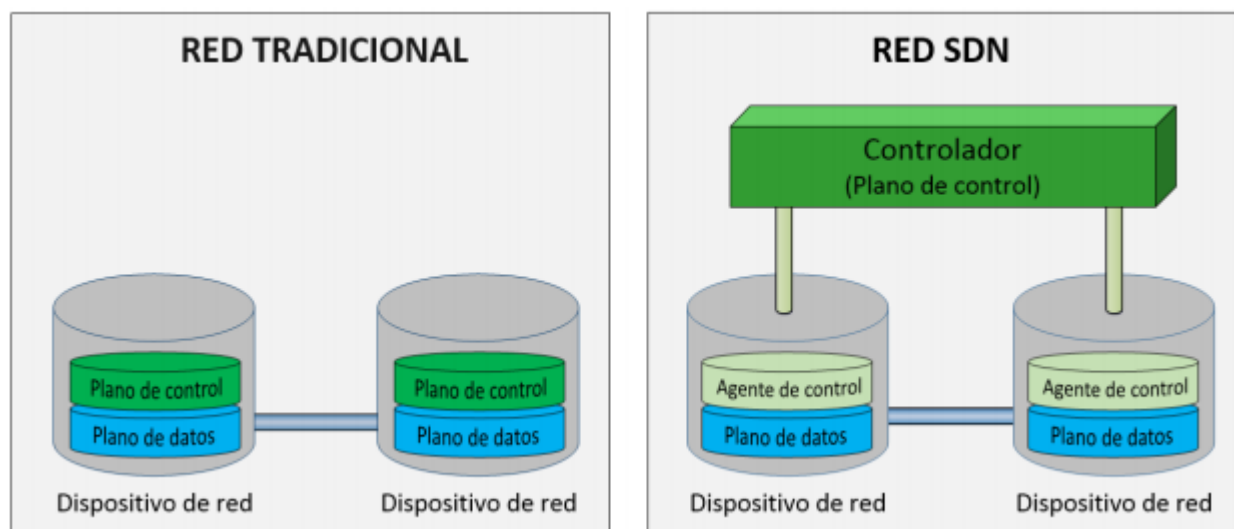 RED TRADICIONAL
Plano de control
Plano de datos
Dispositivo de red
Plano de control
Plano de datos
Dispositivo de red
RED SDN
Controlador
(Plano de control)
Agente de control
Plano de datos
Dispositivo de red
Agente de control
Plano de datos
Dispositivo de red